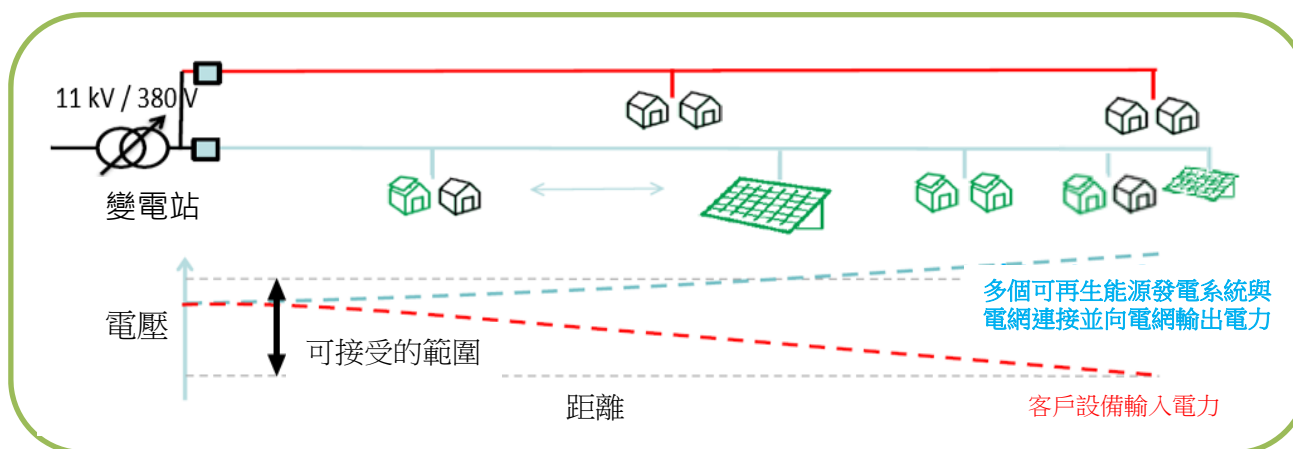 11 kV / 380 V
變電站
電壓
可接受的範圍
距離
多個可再生能源發電系統與
電網連接並向電網輸出電力
客戶設備輸入電力